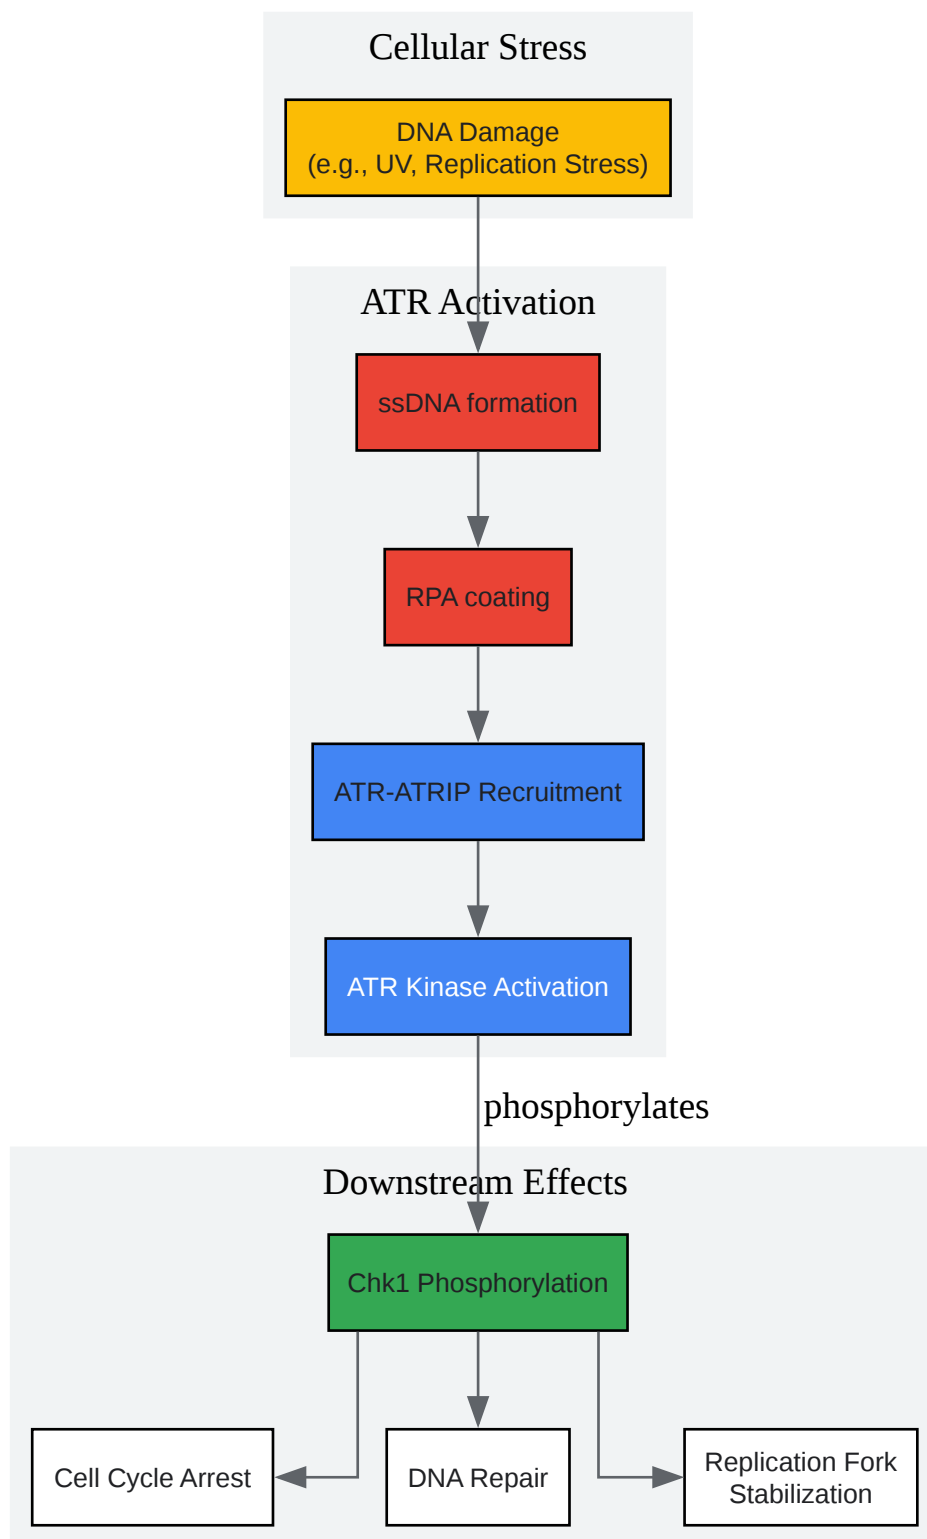 Cellular Stress
DNA Damage
(e.g., UV, Replication Stress)
ATR Activation
ssDNA formation
RPA coating
ATR-ATRIP Recruitment
ATR Kinase Activation
phosphorylates
Downstream Effects
Chk1 Phosphorylation
Cell Cycle Arrest
DNA Repair
Replication Fork
Stabilization